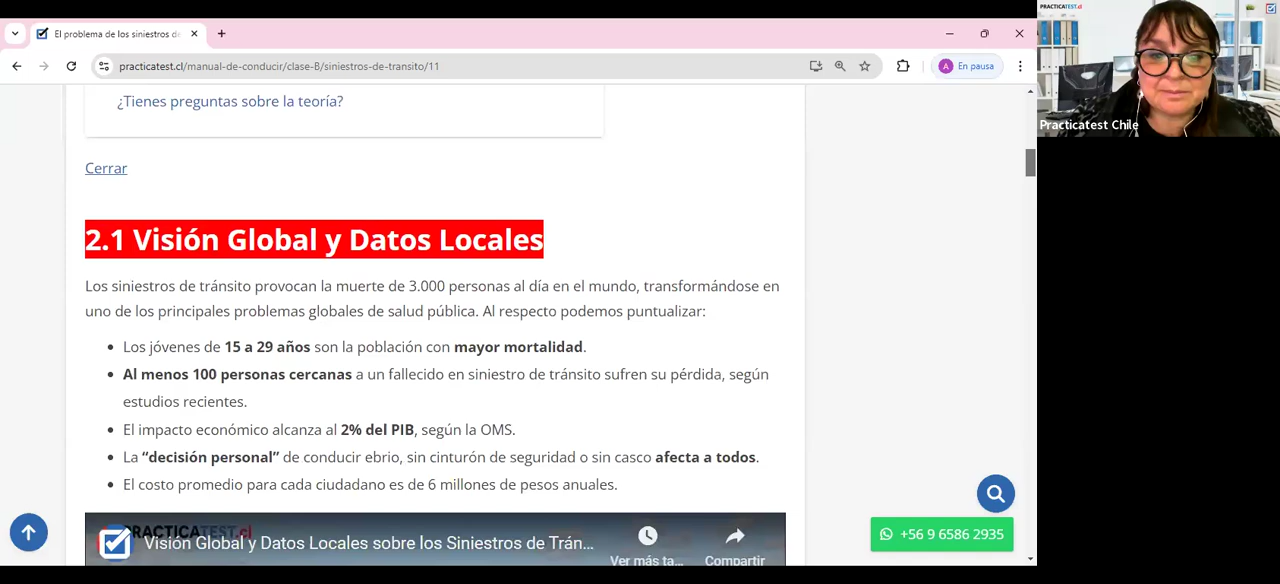 El problema de los siniestros de
practicatest.cl/manual-de-conducir/clase-B/siniestros-de-transito/11
A
En pausa
PRACTICATEST.cl
Practicatest Chile
¿Tienes preguntas sobre la teoría?
Cerrar
2.1 Visión Global y Datos Locales
Los siniestros de tránsito provocan la muerte de 3.000 personas al día en el mundo, transformándose en
uno de los principales problemas globales de salud pública. Al respecto podemos puntualizar:
Los jóvenes de 15 a 29 años son la población con mayor mortalidad.
Al menos 100 personas cercanas a un fallecido en siniestro de tránsito sufren su pérdida, según
estudios recientes.
El impacto económico alcanza al 2% del PIB, según la OMS.
La “decisión personal” de conducir ebrio, sin cinturón de seguridad o sin casco afecta a todos.
El costo promedio para cada ciudadano es de 6 millones de pesos anuales.
PRACTICATEST.cl
Visión Global y Datos Locales sobre los Siniestros de Trán...
Ver más ta...
Compartir
+56 9 6586 2935